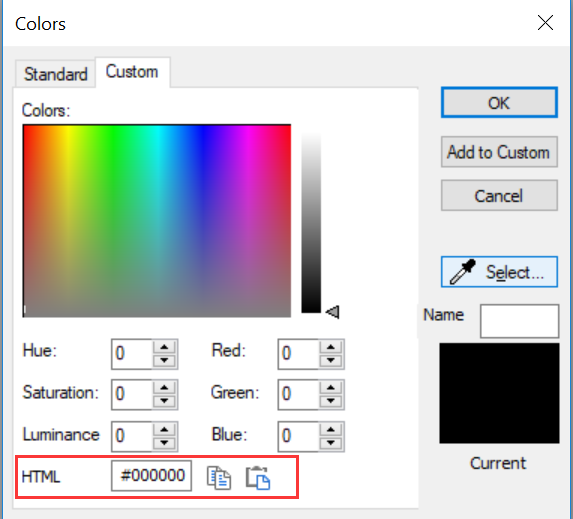 Colors
Standard Custom
Colors:
OK
Add to Custom
Cancel
Select...
Name
Hue: 0 Red: 0
Saturation: 0 Green: 0
Luminance 0 Blue: 0
HTML #000000
Current